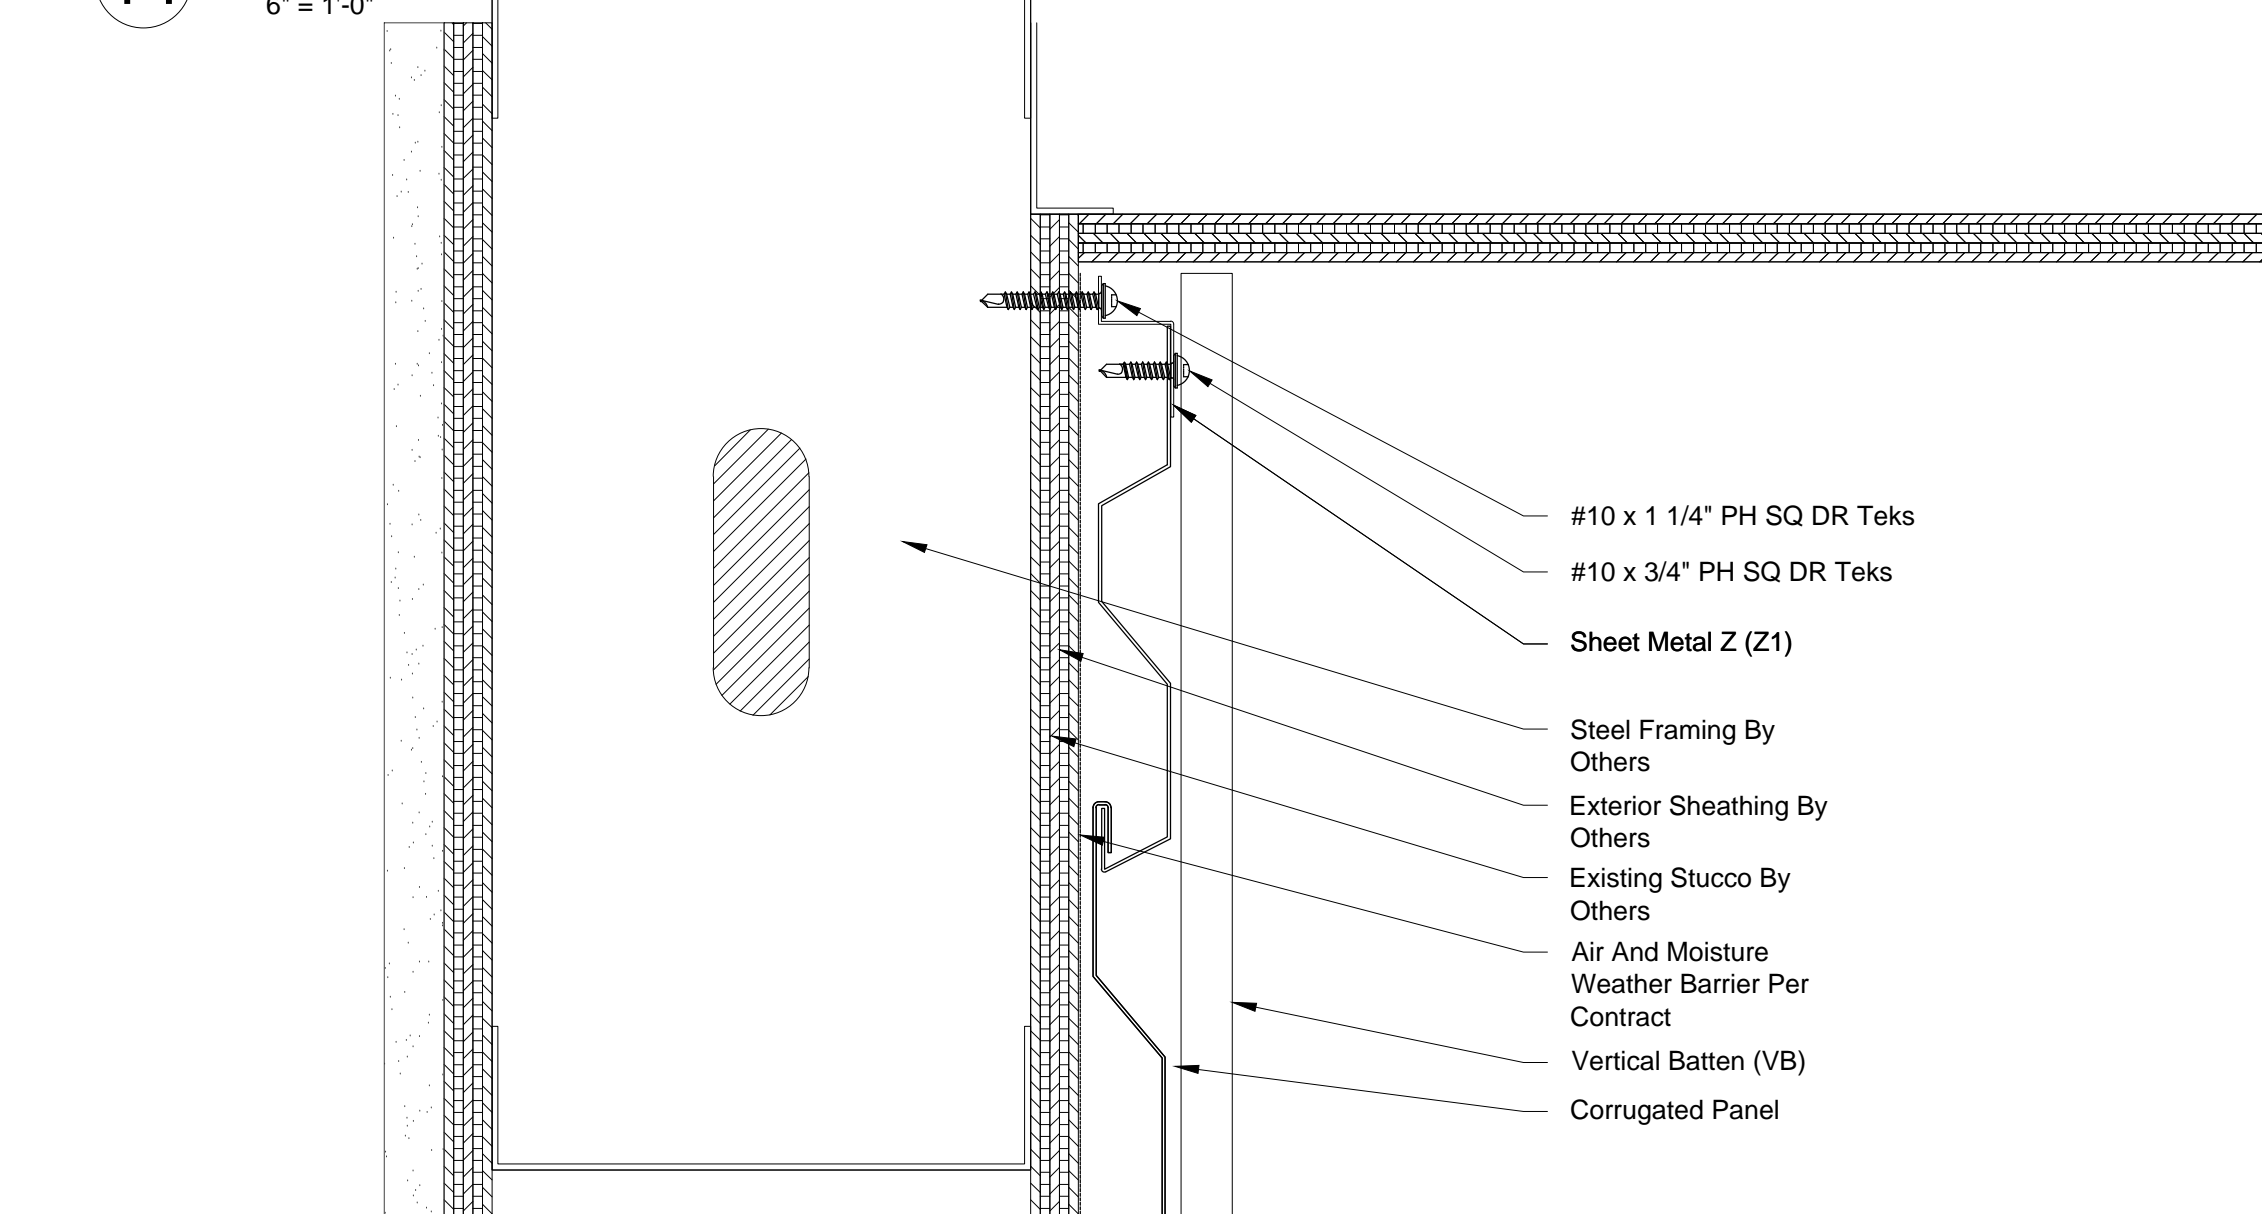 6" = 1'-0"
#10 x 1 1/4" PH SQ DR Teks
#10 x 3/4" PH SQ DR Teks
Sheet Metal Z (Z1)
Steel Framing By
Others
Exterior Sheathing By
Others
Existing Stucco By
Others
Air And Moisture
Weather Barrier Per
Contract
Vertical Batten (VB)
Corrugated Panel